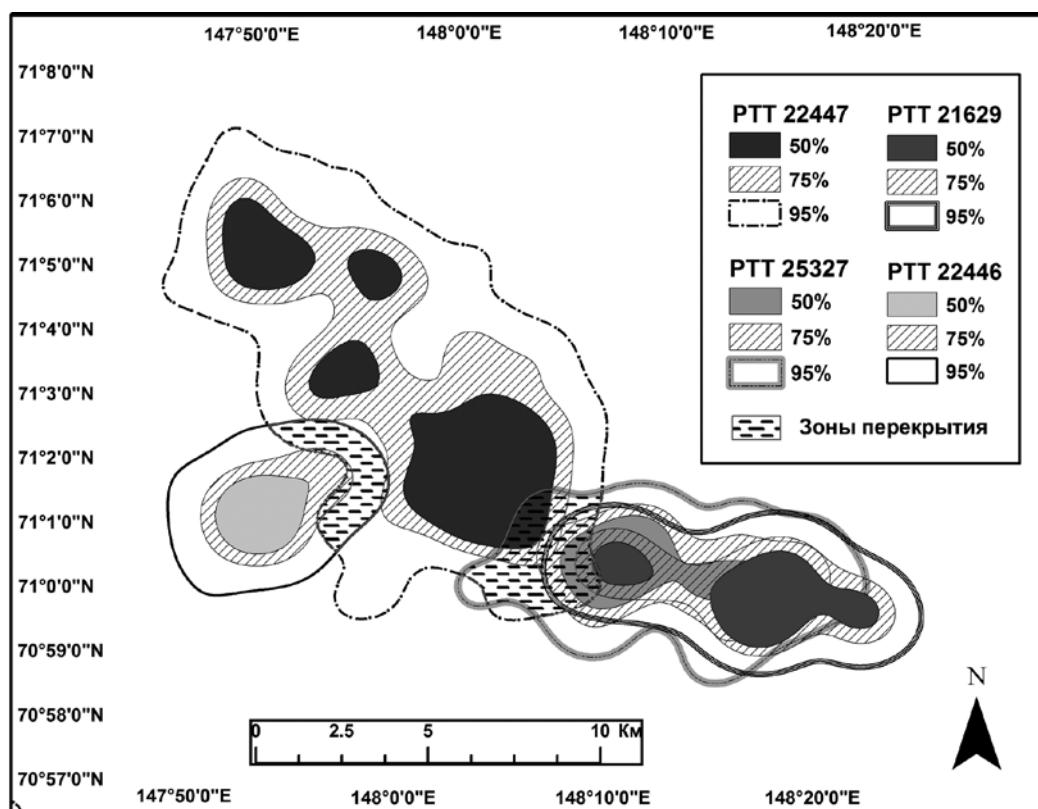 147°50'0"E 148°0'0"E 148°10'0"E 148°20'0"E
71°8'0"N
71°7'0"N
71°6'0"N
71°5'0"N
71°4'0"N
71°3'0"N
71°2'0"N
71°1'0"N
71°0'0"N
70°59'0"N
70°58'0"N
70°57'0"N
PTT 22447
50%
75%
95%
PTT 21629
50%
75%
95%
PTT 25327
50%
75%
95%
PTT 22446
50%
75%
95%
Зоны перекрытия
N
0 2.5 5 10 Км
147°50'0"E 148°0'0"E 148°10'0"E 148°20'0"E